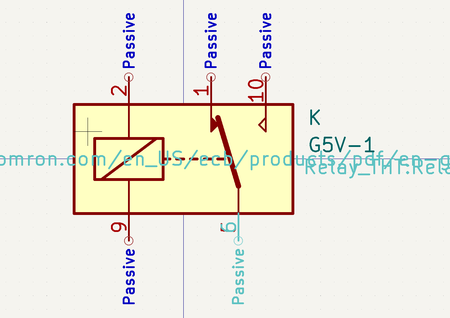 Passive
Passive
Passive
2
1
10
K
G5V-1
omron.com/en_US/ecb/products/pdf/en-g
Relay_THT:Rela
9
Passive
Passive